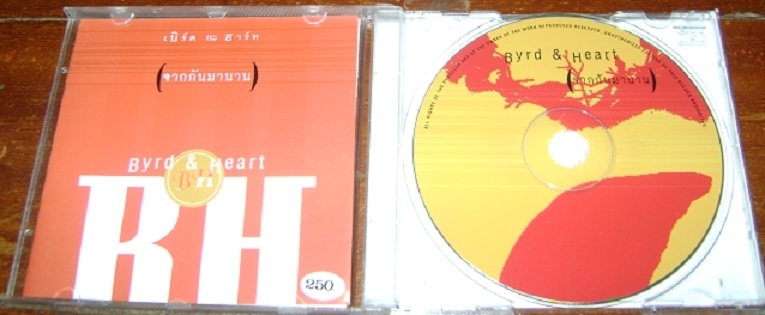 เบิร์ด กะ ฮาร์ท
(จากกันมานาน)
Byrd & Heart
B&H
BH
250
Byrd & Heart
(จากกันมานาน)